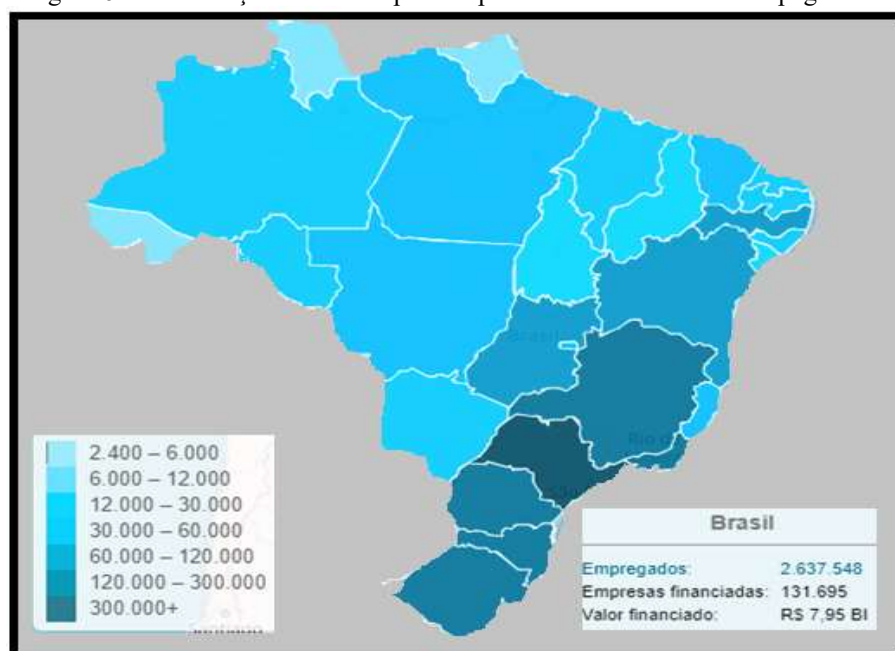 Brasil
Rio d
2.400 – 6.000
6.000 – 12.000
12.000 – 30.000
30.000 – 60.000
60.000 – 120.000
120.000 – 300.000
300.000+
Brasil
Empregados: 2.637.548
Empresas financiadas: 131.695
Valor financiado: R$ 7,95 BI